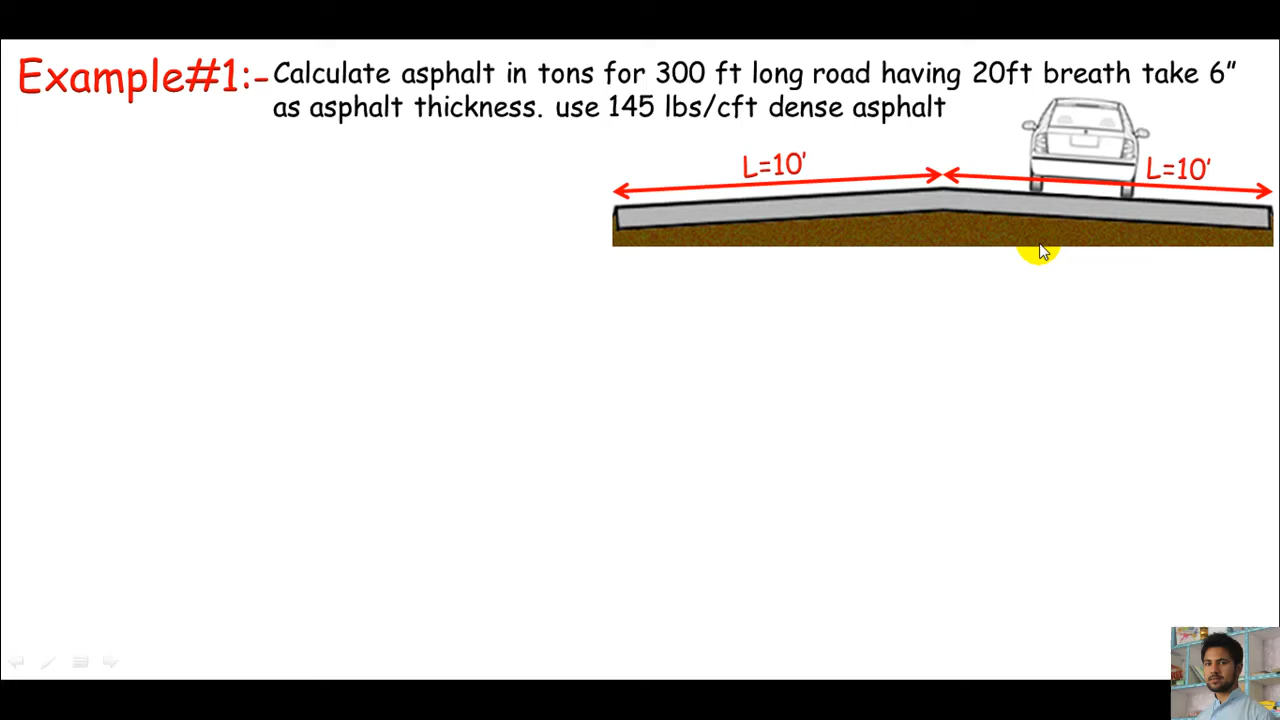 Example#1:- Calculate asphalt in tons for 300 ft long road having 20ft breath take 6”
as asphalt thickness. use 145 lbs/cft dense asphalt
L=10’
L=10’